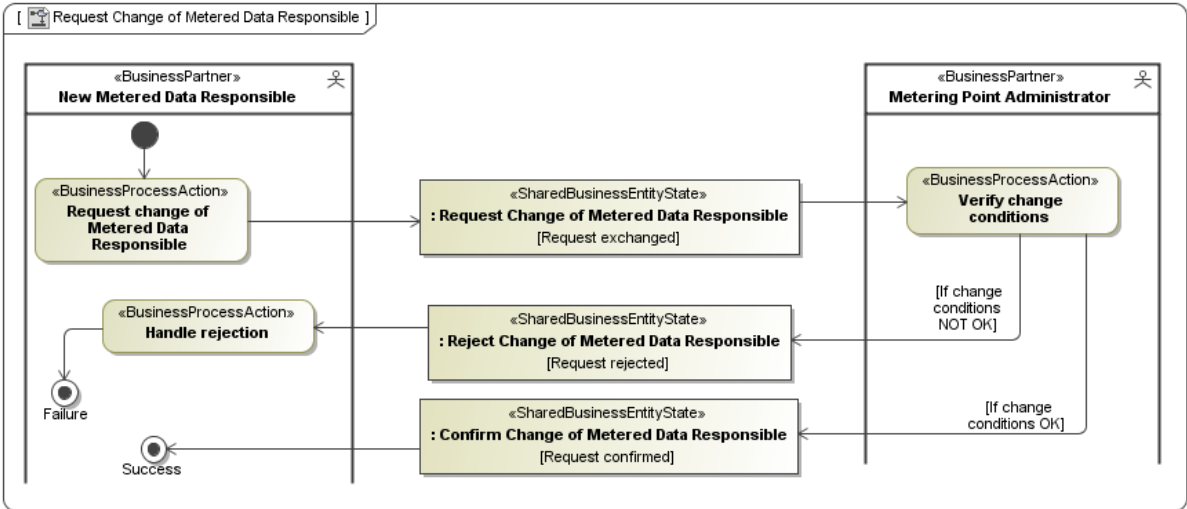 [ Request Change of Metered Data Responsible ]
«BusinessPartner»
New Metered Data Responsible
«BusinessPartner»
Metering Point Administrator
«BusinessProcessAction»
Request change of
Metered Data
Responsible
«SharedBusinessEntityState»
: Request Change of Metered Data Responsible
[Request exchanged]
«BusinessProcessAction»
Verify change
conditions
[If change
conditions
NOT OK]
«SharedBusinessEntityState»
: Reject Change of Metered Data Responsible
[Request rejected]
«BusinessProcessAction»
Handle rejection
Failure
[If change
conditions OK]
«SharedBusinessEntityState»
: Confirm Change of Metered Data Responsible
[Request confirmed]
Success